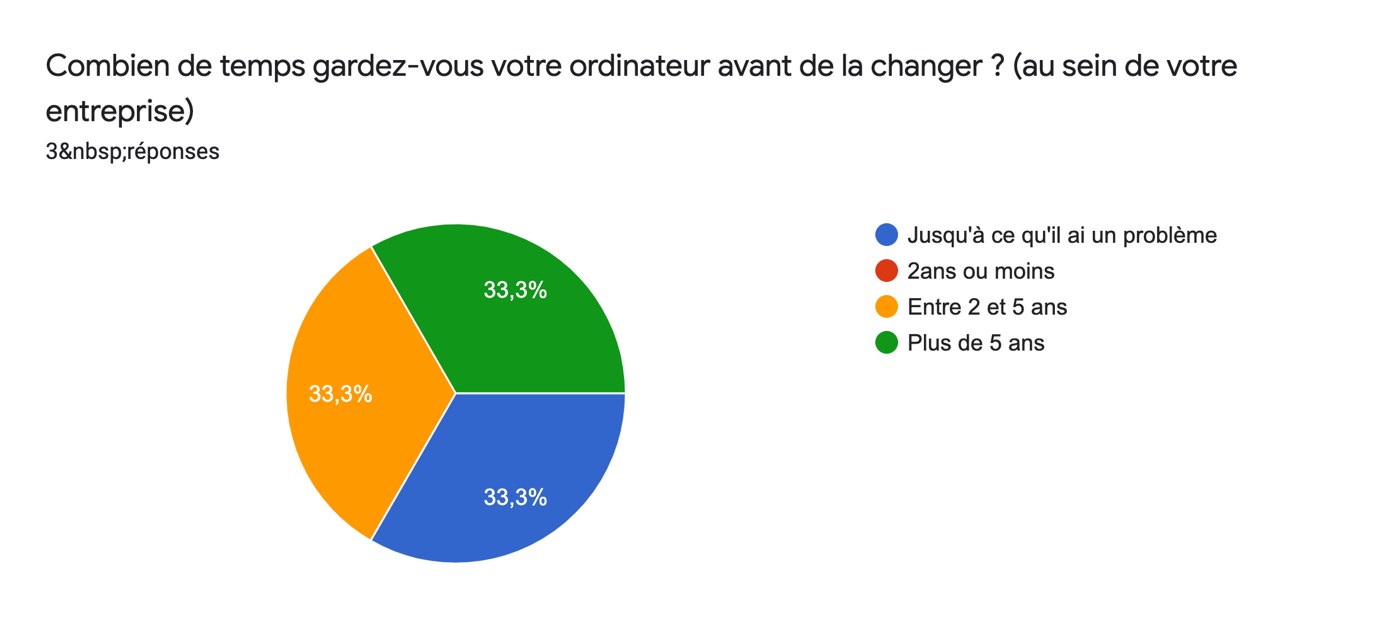 Combien de temps gardez-vous votre ordinateur avant de la changer ? (au sein de votre
entreprise)
3&nbsp;réponses
Jusqu'à ce qu'il ai un problème
2ans ou moins
Entre 2 et 5 ans
Plus de 5 ans
33,3%
33,3%
33,3%